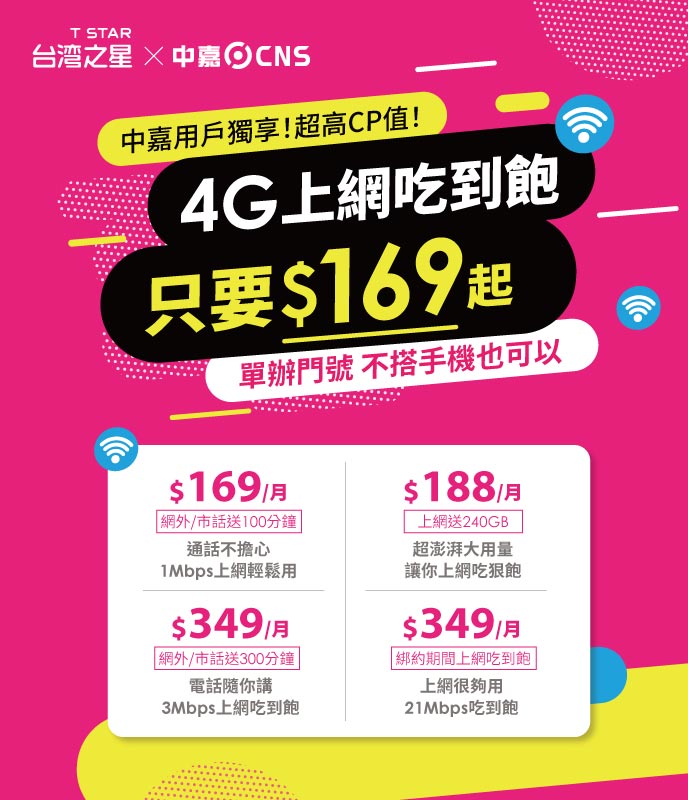 T STAR
台湾之星 × 中嘉 CNS
中嘉用戶獨享!超高CP值!
4G上網吃到飽
只要$169起
單辦門號 不搭手機也可以
$169/月
網外/市話送100分鐘
通話不擔心
1Mbps上網輕鬆用
$188/月
上網送240GB
超澎湃大用量
讓你上網吃狠飽
$349/月
網外/市話送300分鐘
電話隨你講
3Mbps上網吃到飽
$349/月
綁約期間上網吃到飽
上網很夠用
21Mbps吃到飽